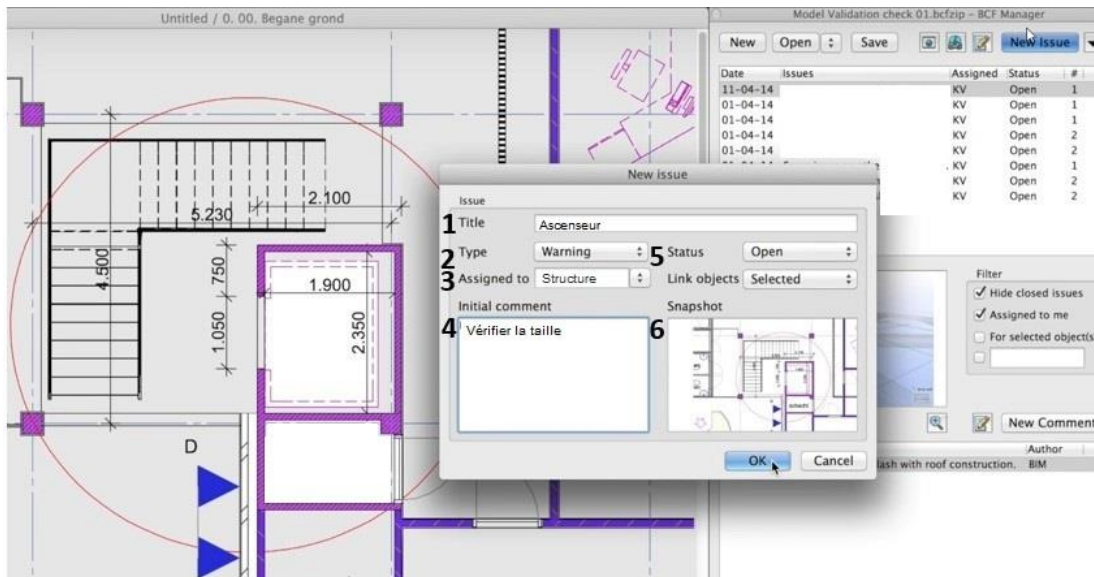 Untitled / 0. 00. Begane grond
2.100
5.230
4.500
750
1.900
1.050
2.350
D
Model Validation check 01.bcfzip – BCF Manager
New Open Save New Issue
Date Issues Assigned Status #
11-04-14 KV Open 1
01-04-14 KV Open 1
01-04-14 KV Open 1
01-04-14 KV Open 2
01-04-14 KV Open 2
KV Open 1
KV Open 2
KV Open 2
New issue
Issue
1 Title Ascenseur
2 Type Warning 5 Status Open
3 Assigned to Structure Link objects Selected
Initial comment Snapshot
4 Vérifier la taille 6
OK Cancel
Filter
Hide closed issues
Assigned to me
For selected object(s
New Comment
Author
lash with roof construction. BIM